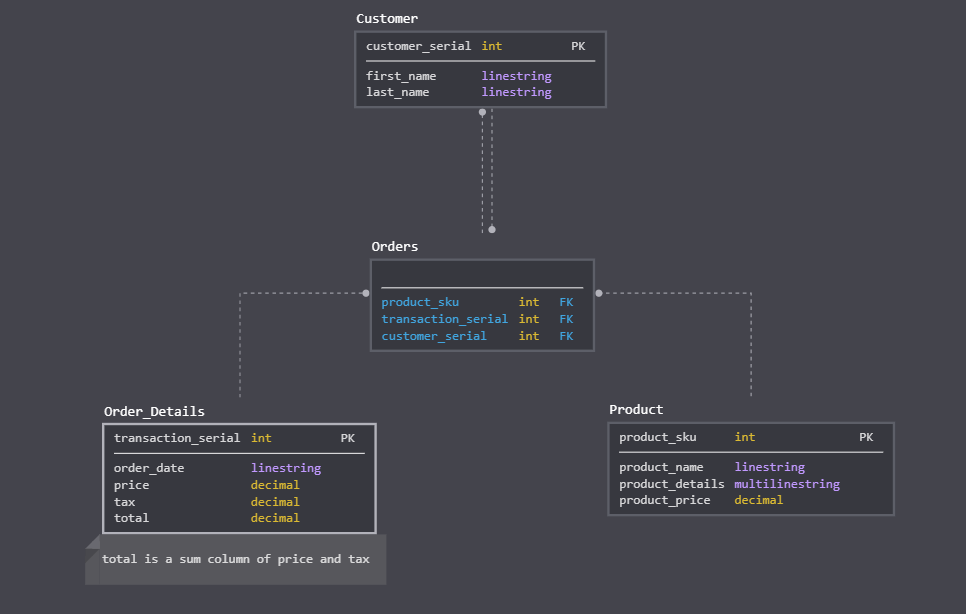 Customer
customer_serial int PK
first_name linestring
last_name linestring
Orders
product_sku int FK
transaction_serial int FK
customer_serial int FK
Order_Details
transaction_serial int PK
order_date linestring
price decimal
tax decimal
total decimal
total is a sum column of price and tax
Product
product_sku int PK
product_name linestring
product_details multilinestring
product_price decimal